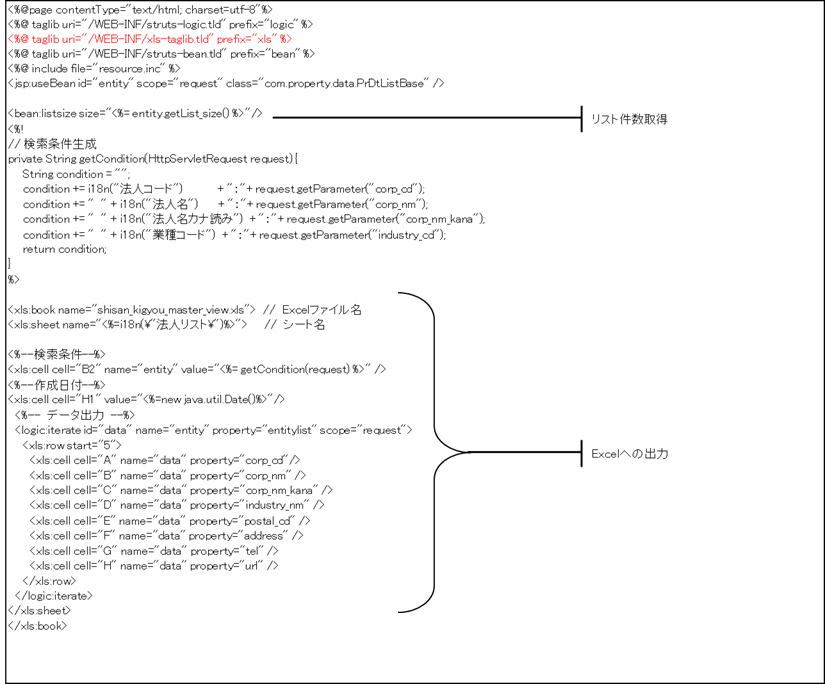 <%@page contentType="text/html; charset=utf-8"%>
<%@ taglib uri="/WEB-INF/struts-logic.tld" prefix="logic" %>
<%@ taglib uri="/WEB-INF/xls-taglib.tld" prefix="xls" %>
<%@ taglib uri="/WEB-INF/struts-bean.tld" prefix="bean" %>
<%@ include file="resource.inc" %>
<jsp:useBean id="entity" scope="request" class="com.property.data.PrDtListBase" />
<bean:listsize size="<%= entity.getList_size() %>"/>
リスト件数取得
<%!
// 検索条件生成
private String getCondition(HttpServletRequest request){
String condition = "";
condition += i18n("法人コード") + ":"+ request.getParameter("corp_cd");
condition += " " + i18n("法人名") + ":"+ request.getParameter("corp_nm");
condition += " " + i18n("法人名カナ読み") + ":"+ request.getParameter("corp_nm_kana");
condition += " " + i18n("業種コード") + ":"+ request.getParameter("industry_cd");
return condition;
}
%>
<xls:book name="shisan_kigyou_master_view.xls"> // Excelファイル名
<xls:sheet name="<%=i18n(¥"法人リスト¥")%>"> // シート名
<%--検索条件--%>
<xls:cell cell="B2" name="entity" value="<%= getCondition(request) %>" />
<%--作成日付--%>
<xls:cell cell="H1" value="<%=new java.util.Date()%>"/>
<%-- データ出力 --%>
<logic:iterate id="data" name="entity" property="entitylist" scope="request">
<xls:row start="5">
Excelへの出力
<xls:cell cell="A" name="data" property="corp_cd"/>
<xls:cell cell="B" name="data" property="corp_nm" />
<xls:cell cell="C" name="data" property="corp_nm_kana" />
<xls:cell cell="D" name="data" property="industry_nm" />
<xls:cell cell="E" name="data" property="postal_cd" />
<xls:cell cell="F" name="data" property="address" />
<xls:cell cell="G" name="data" property="tel" />
<xls:cell cell="H" name="data" property="url" />
</xls:row>
</logic:iterate>
</xls:sheet>
</xls:book>